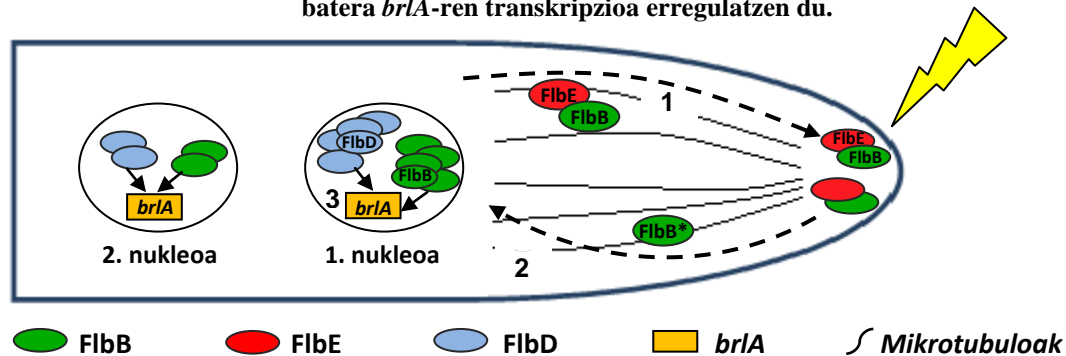 batera brlA-ren transkripzioa erregulatzen du.
FlbE
FlbB
1
FlbE
FlbB
FlbD
FlbB
3
brlA
brlA
FlbB*
2
2. nukleoa
1. nukleoa
FlbB
FlbE
FlbD
brlA
Mikrotubuloak